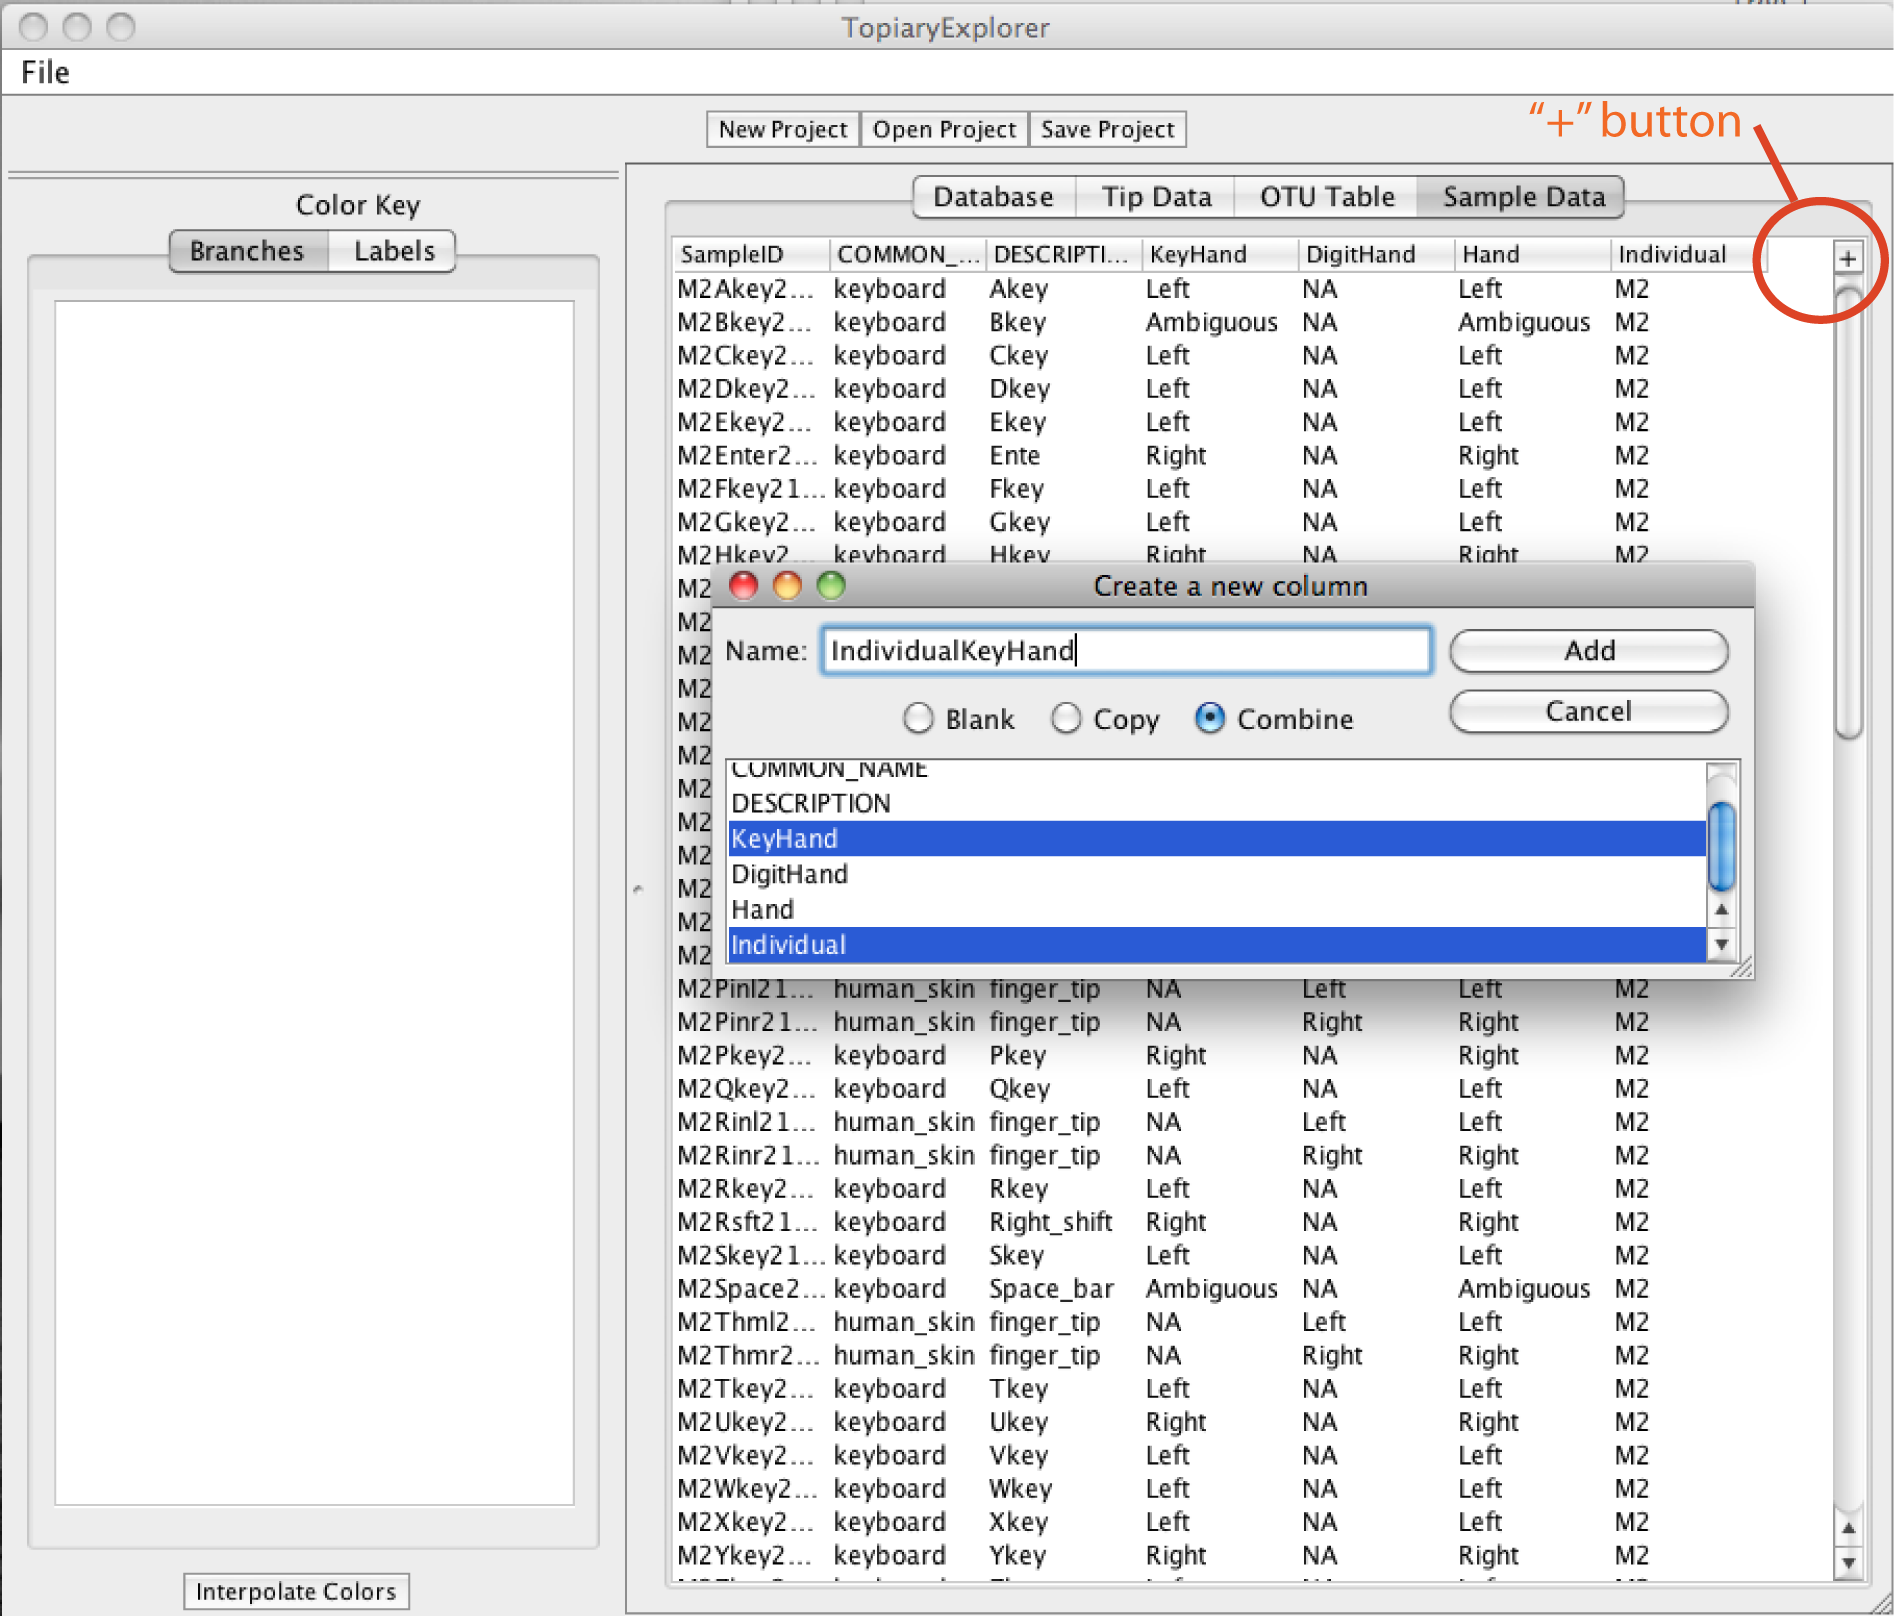 TopiaryExplorer
File
“+” button
New Project Open Project Save Project
Color Key
Branches Labels
Database Tip Data OTU Table Sample Data
SampleID COMMON_... DESCRIPTI... KeyHand DigitHand Hand Individual +
M2Akey2... keyboard Akey Left NA Left M2
M2Bkey2... keyboard Bkey Ambiguous NA Ambiguous M2
M2Ckey2... keyboard Ckey Left NA Left M2
M2Dkey2... keyboard Dkey Left NA Left M2
M2Ekey2... keyboard Ekey Left NA Left M2
M2Enter2... keyboard Ente Right NA Right M2
M2Fkey21... keyboard Fkey Left NA Left M2
M2Gkey2... keyboard Gkey Left NA Left M2
M2Hkey2... keyboard Hkey Right NA Right M2
M2
M2
M2
M2
M2
M2
M2
M2
M2
M2
M2
M2
Create a new column
Name: IndividualKeyHand Add
Blank Copy Combine Cancel
COMMON_NAME
DESCRIPTION
KeyHand
DigitHand
Hand
Individual
M2Pinl21... human_skin finger_tip NA Left Left M2
M2Pinr21... human_skin finger_tip NA Right Right M2
M2Pkey2... keyboard Pkey Right NA Right M2
M2Qkey2... keyboard Qkey Left NA Left M2
M2Rinl21... human_skin finger_tip NA Left Left M2
M2Rinr21... human_skin finger_tip NA Right Right M2
M2Rkey2... keyboard Rkey Left NA Left M2
M2Rsft21... keyboard Right_shift Right NA Right M2
M2Skey21... keyboard Skey Left NA Left M2
M2Space2... keyboard Space_bar Ambiguous NA Ambiguous M2
M2Thml2... human_skin finger_tip NA Left Left M2
M2Thmr2... human_skin finger_tip NA Right Right M2
M2Tkey2... keyboard Tkey Left NA Left M2
M2Ukey2... keyboard Ukey Right NA Right M2
M2Vkey2... keyboard Vkey Left NA Left M2
M2Wkey2... keyboard Wkey Left NA Left M2
M2Xkey2... keyboard Xkey Left NA Left M2
M2Ykey2... keyboard Ykey Right NA Right M2
Interpolate Colors